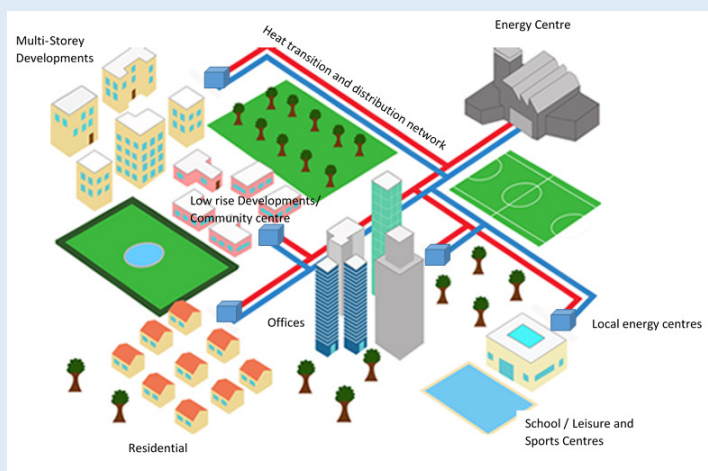 Energy Centre
Multi-Storey
Developments
Heat transition and distribution network
Low rise Developments/
Community centre
Offices
Local energy centres
School / Leisure and
Sports Centres
Residential